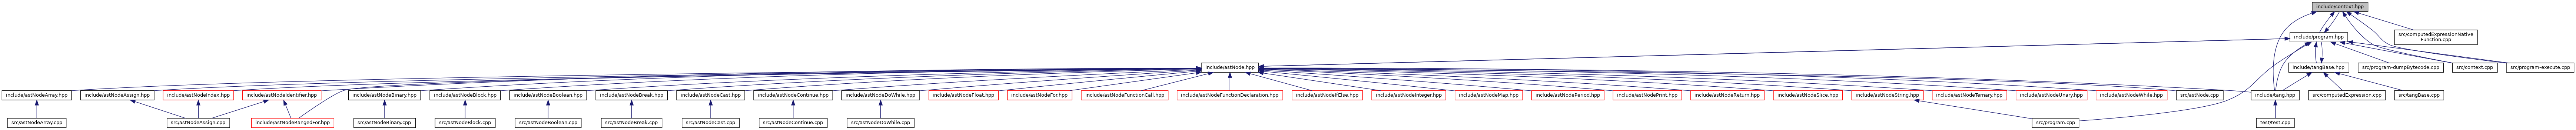 include/context.hpp
src/computedExpressionNative
Function.cpp
include/program.hpp
include/astNode.hpp
include/tangBase.hpp
src/program-dumpBytecode.cpp
src/context.cpp
src/program-execute.cpp
include/astNodeArray.hpp
include/astNodeAssign.hpp
include/astNodeIndex.hpp
include/astNodeIdentifier.hpp
include/astNodeBinary.hpp
include/astNodeBlock.hpp
include/astNodeBoolean.hpp
include/astNodeBreak.hpp
include/astNodeCast.hpp
include/astNodeContinue.hpp
include/astNodeDoWhile.hpp
include/astNodeFloat.hpp
include/astNodeFor.hpp
include/astNodeFunctionCall.hpp
include/astNodeFunctionDeclaration.hpp
include/astNodeIfElse.hpp
include/astNodeInteger.hpp
include/astNodeMap.hpp
include/astNodePeriod.hpp
include/astNodePrint.hpp
include/astNodeReturn.hpp
include/astNodeSlice.hpp
include/astNodeString.hpp
include/astNodeTernary.hpp
include/astNodeUnary.hpp
include/astNodeWhile.hpp
src/astNode.cpp
include/tang.hpp
src/computedExpression.cpp
src/tangBase.cpp
src/astNodeArray.cpp
src/astNodeAssign.cpp
include/astNodeRangedFor.hpp
src/astNodeBinary.cpp
src/astNodeBlock.cpp
src/astNodeBoolean.cpp
src/astNodeBreak.cpp
src/astNodeCast.cpp
src/astNodeContinue.cpp
src/astNodeDoWhile.cpp
src/program.cpp
test/test.cpp